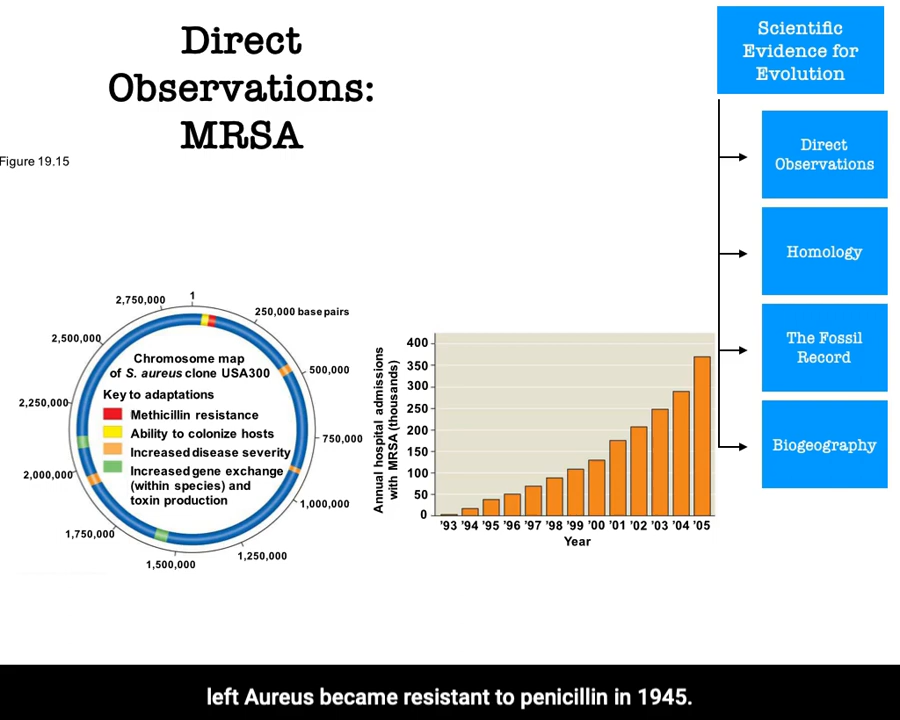 Direct
Observations:
MRSA
Figure 19.15
Scientific
Evidence for
Evolution
Direct
Observations
Homology
The Fossil
Record
Biogeography
1
250,000 base pairs
500,000
750,000
1,000,000
1,250,000
1,500,000
1,750,000
2,000,000
2,250,000
2,500,000
2,750,000
Chromosome map
of S. aureus clone USA300
Key to adaptations
Methicillin resistance
Ability to colonize hosts
Increased disease severity
Increased gene exchange
(within species) and
toxin production
Annual hospital admissions
with MRSA (thousands)
400
350
300
250
200
150
100
50
0
'93 '94 '95 '96 '97 '98 '99 '00 '01 '02 '03 '04 '05
Year
left Aureus became resistant to penicillin in 1945.